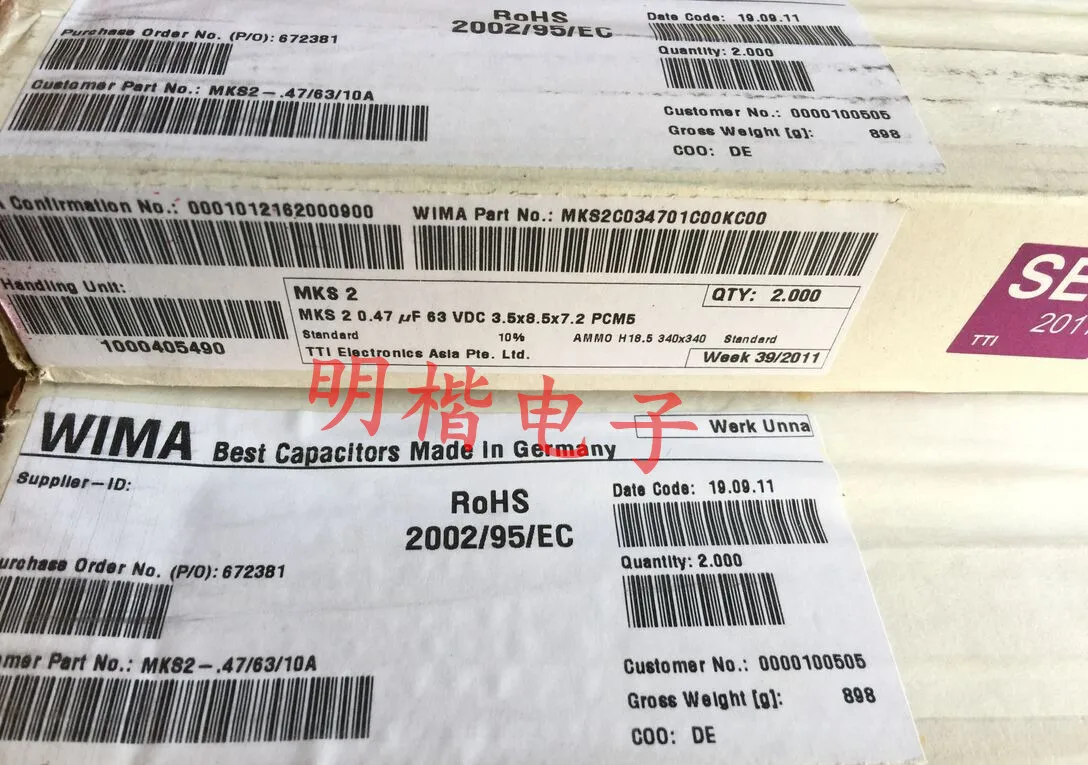 RoHS
2002/95/EC
Date Code: 19.09.11
Purchase Order No. (P/O): 672381
Quantity: 2.000
Customer Part No.: MKS2-.47/63/10A
Customer No.: 0000100505
Gross Weight [g]: 898
COO: DE
Confirmation No.: 0001012162000900
WIMA Part No.: MKS2C034701C00KC00
Handling Unit:
1000405490
MKS 2
QTY: 2.000
MKS 2 0.47 µF 63 VDC 3.5x8.5x7.2 PCM5
Standard 10% AMMO H18.5 340x340 Standard
TTI Electronics Asia Pte. Ltd.
Week 39/2011
TTI
明楷电子
WIMA Best Capacitors Made in Germany
Werk Unna
Supplier-ID:
RoHS
2002/95/EC
Date Code: 19.09.11
Order No. (P/O): 672381
Quantity: 2.000
Part No.: MKS2-.47/63/10A
Customer No.: 0000100505
Gross Weight [g]: 898
COO: DE